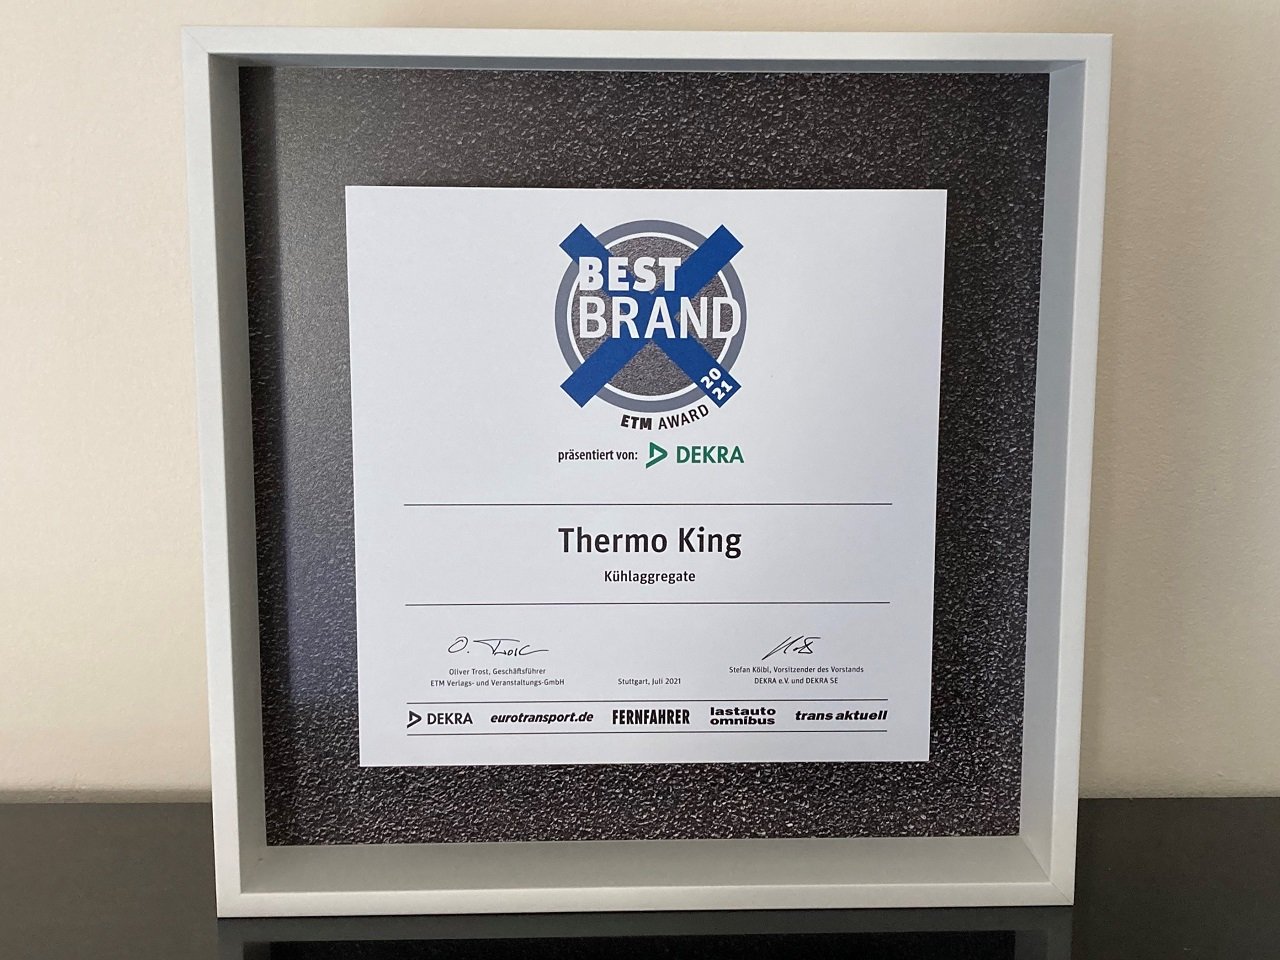 BEST
BRAND
20
21
ETM AWARD
präsentiert von: DEKRA
Thermo King
Kühlaggregate
O. Trost
Oliver Trost, Geschäftsführer
ETM Verlags- und Veranstaltungs-GmbH
Stuttgart, Juli 2021
Stefan Kölbl, Vorsitzender des Vorstands
DEKRA e.V. und DEKRA SE
DEKRA eurotransport.de FERNFAHRER lastauto omnibus trans aktuell